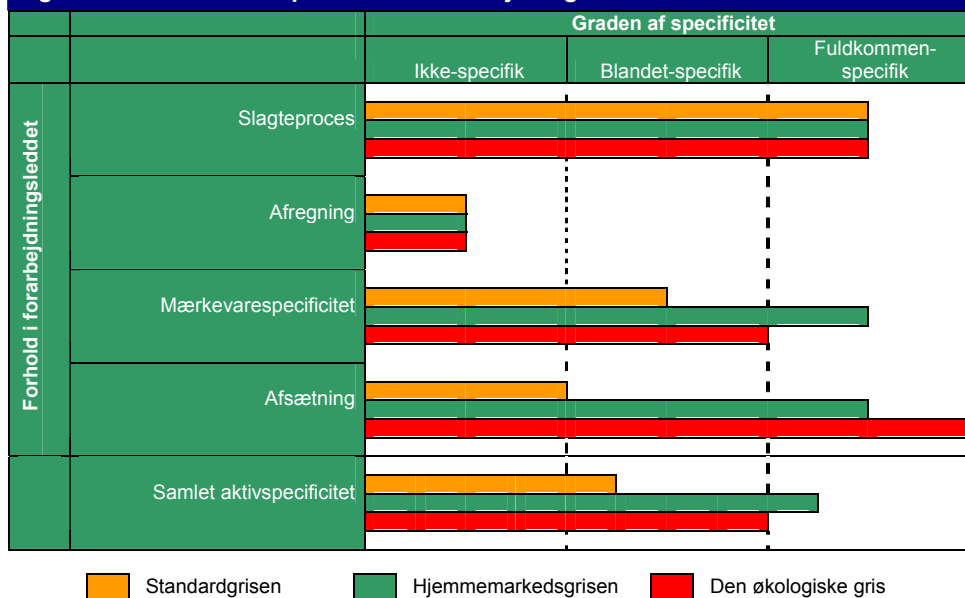 Graden af specificitet
Ikke-specifik
Blandet-specifik
Fuldkommen-
specifik
Forhold i forarbejdningsleddet
Slagteproces
Afregning
Mærkevarespecificitet
Afsætning
Samlet aktivspecificitet
Standardgrisen
Hjemmemarkedsgrisen
Den økologiske gris